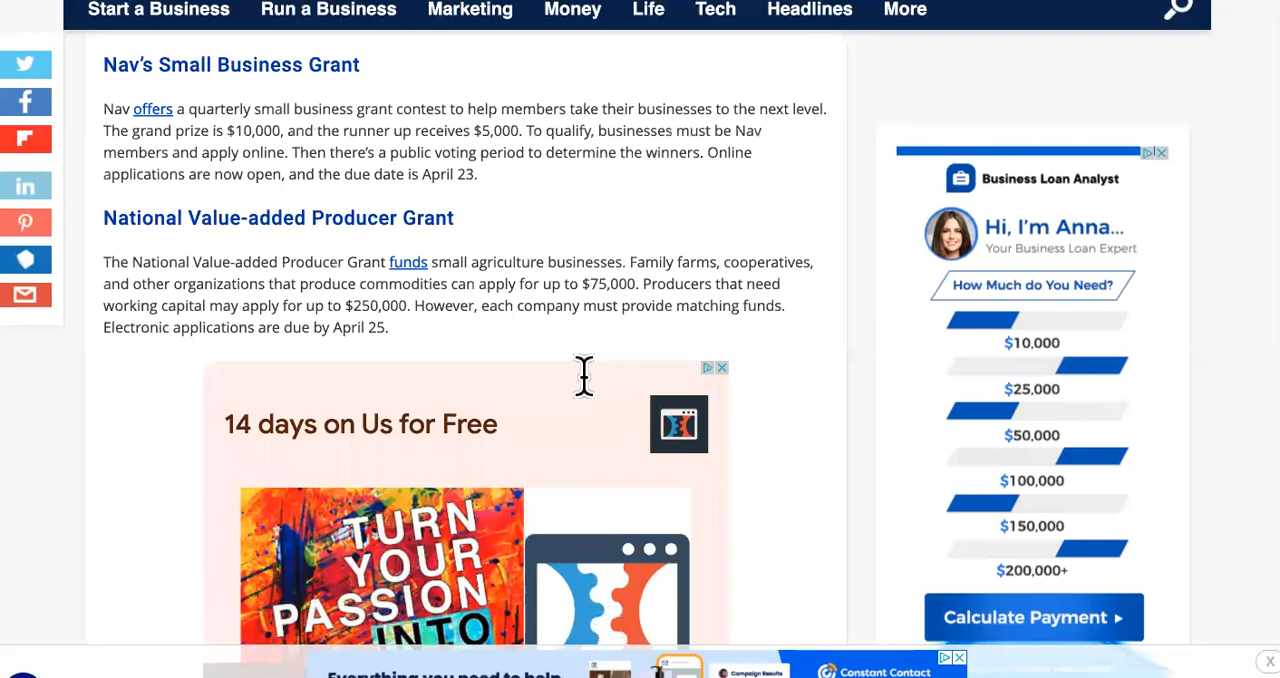 Start a Business Run a Business Marketing Money Life Tech Headlines More
Nav’s Small Business Grant
Nav offers a quarterly small business grant contest to help members take their businesses to the next level.
The grand prize is $10,000, and the runner up receives $5,000. To qualify, businesses must be Nav
members and apply online. Then there’s a public voting period to determine the winners. Online
applications are now open, and the due date is April 23.
National Value-added Producer Grant
The National Value-added Producer Grant funds small agriculture businesses. Family farms, cooperatives,
and other organizations that produce commodities can apply for up to $75,000. Producers that need
working capital may apply for up to $250,000. However, each company must provide matching funds.
Electronic applications are due by April 25.
14 days on Us for Free
TURN
YOUR
PASSION
INTO
Business Loan Analyst
Hi, I’m Anna...
Your Business Loan Expert
How Much do You Need?
$10,000
$25,000
$50,000
$100,000
$150,000
$200,000+
Calculate Payment
Everything you need to help
Campaign Results
Constant Contact
X